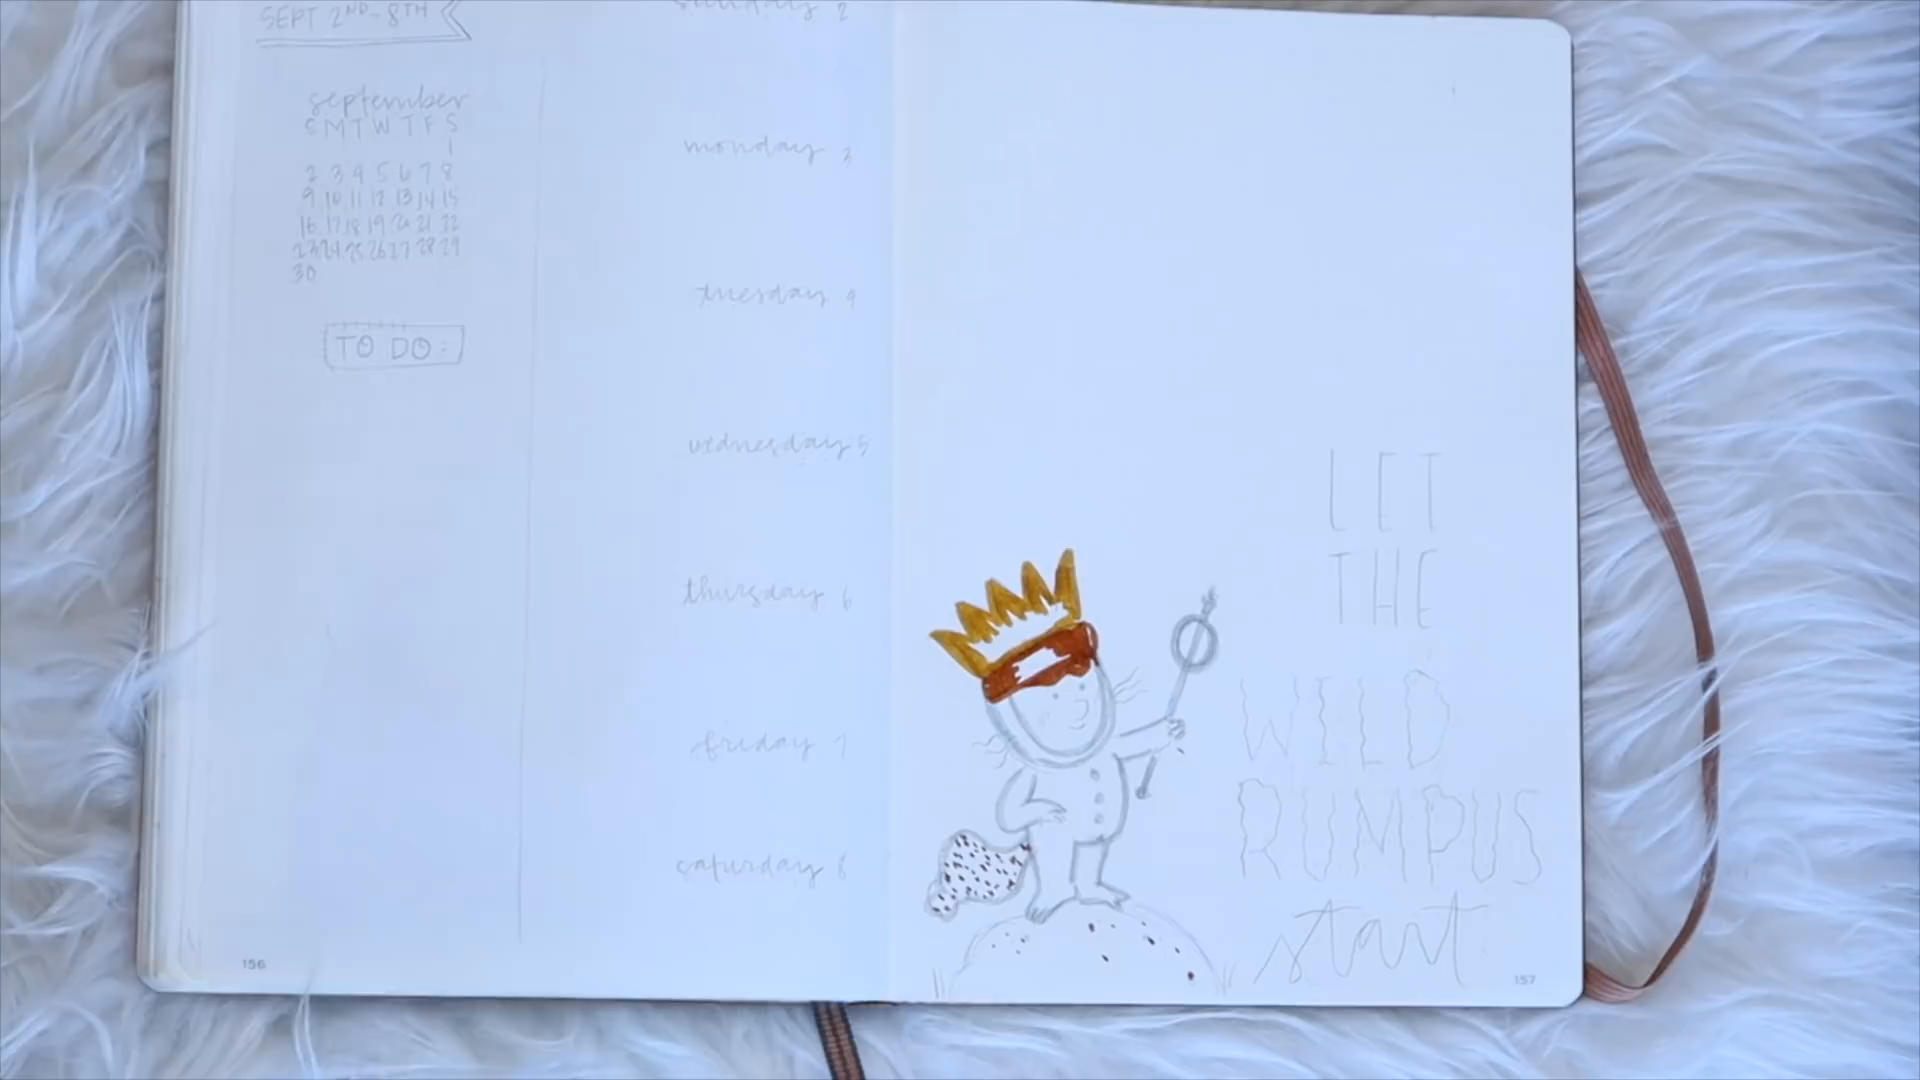 SEPT 2ND-8TH
september
S M T W T F S
1
2 3 4 5 6 7 8
9 10 11 12 13 14 15
16 17 18 19 20 21 22
23 24 25 26 27 28 29
30
TO DO:
sunday 2
monday 3
tuesday 4
wednesday 5
thursday 6
friday 7
saturday 8
156
LET
THE
WILD
RUMPUS
start
157